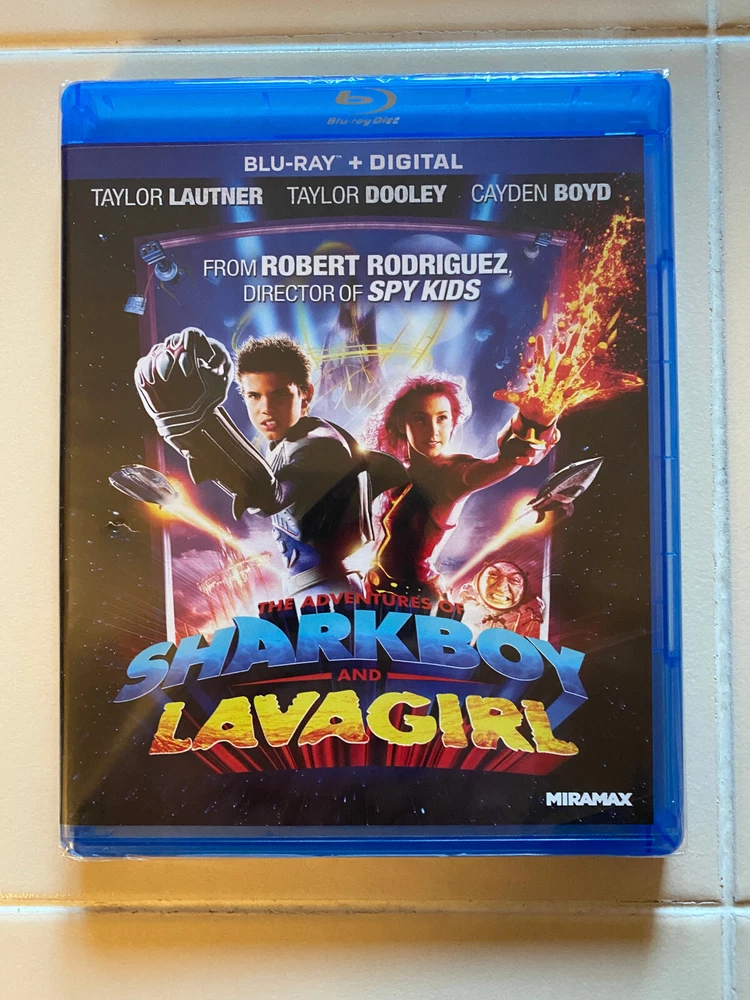 Blu-ray Disc
BLU-RAY™ + DIGITAL
TAYLOR LAUTNER TAYLOR DOOLEY CAYDEN BOYD
FROM ROBERT RODRIGUEZ,
DIRECTOR OF SPY KIDS
THE ADVENTURES OF
SHARKBOY
AND
LAVAGIRL
MIRAMAX